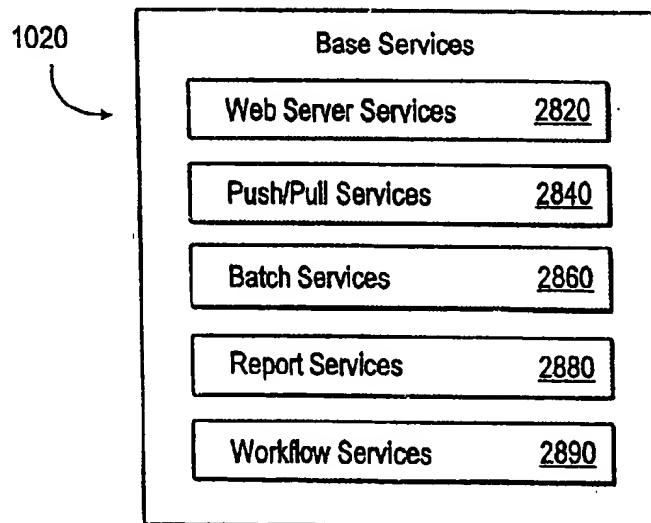 1020
Base Services
Web Server Services 2820
Push/Pull Services 2840
Batch Services 2860
Report Services 2880
Workflow Services 2890